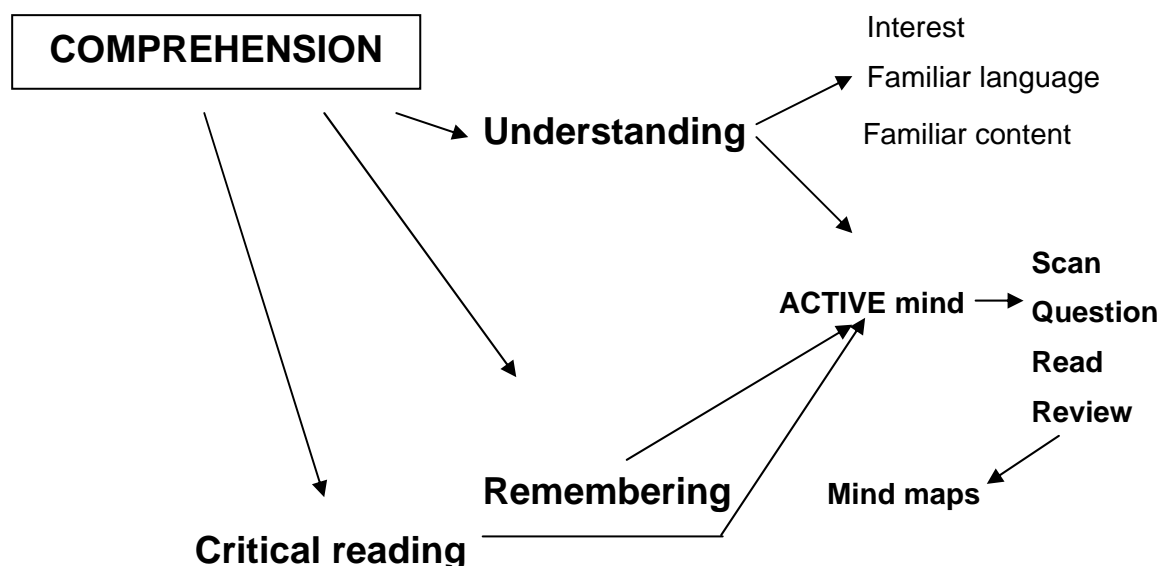 COMPREHENSION
Interest
Familiar language
Familiar content
Understanding
ACTIVE mind
Scan
Question
Read
Review
Mind maps
Remembering
Critical reading